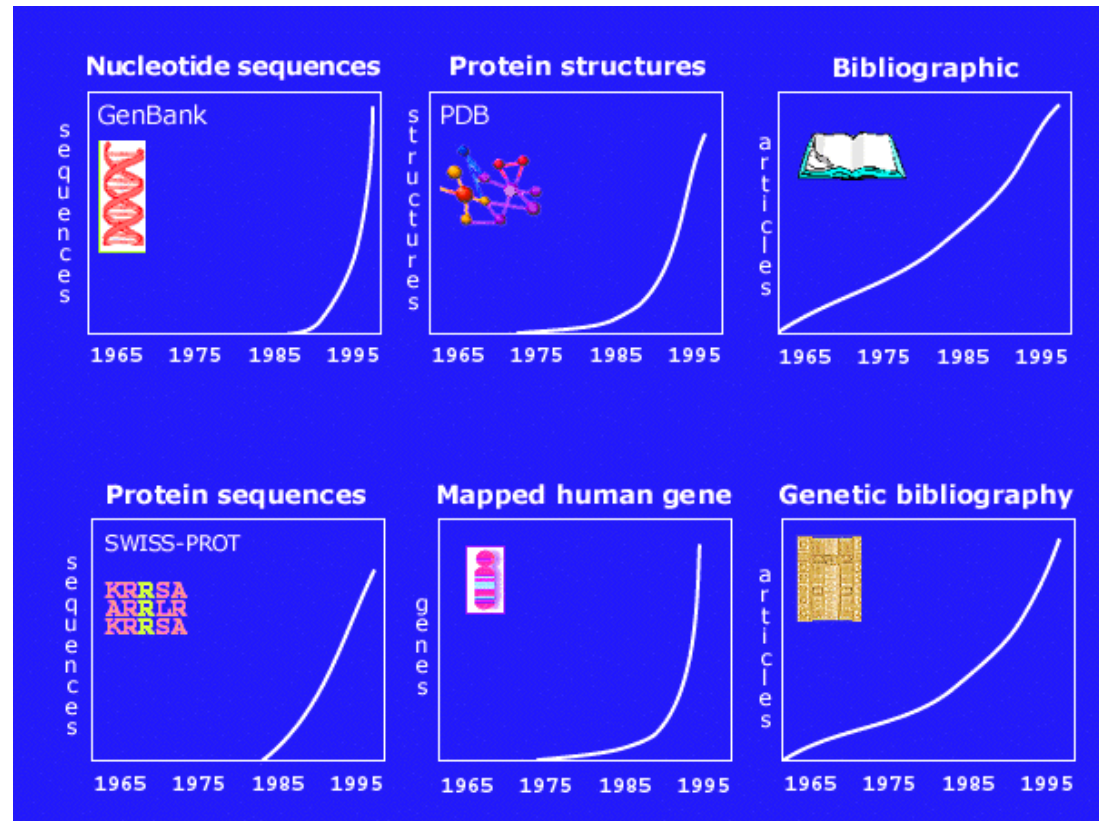 Nucleotide sequences
GenBank
sequences
1965 1975 1985 1995
Protein structures
PDB
structures
1965 1975 1985 1995
Bibliographic
articles
1965 1975 1985 1995
Protein sequences
SWISS-PROT
KRRSA
ARRLR
KRRSA
sequences
1965 1975 1985 1995
Mapped human gene
genes
1965 1975 1985 1995
Genetic bibliography
articles
1965 1975 1985 1995